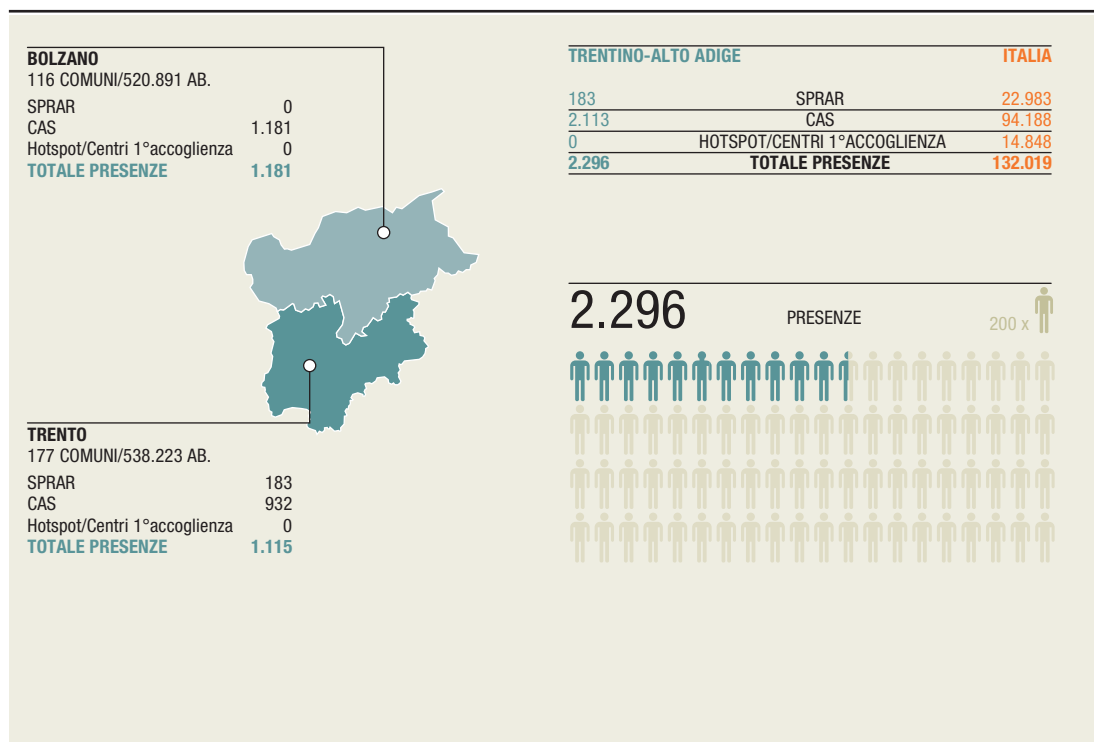 BOLZANO
116 COMUNI/520.891 AB.
SPRAR 0
CAS 1.181
Hotspot/Centri 1°accoglienza 0
TOTALE PRESENZE 1.181
TRENTO
177 COMUNI/538.223 AB.
SPRAR 183
CAS 932
Hotspot/Centri 1°accoglienza 0
TOTALE PRESENZE 1.115
TRENTINO-ALTO ADIGE ITALIA
183 SPRAR 22.983
2.113 CAS 94.188
0 HOTSPOT/CENTRI 1°ACCOGLIENZA 14.848
2.296 TOTALE PRESENZE 132.019
2.296 PRESENZE 200 x